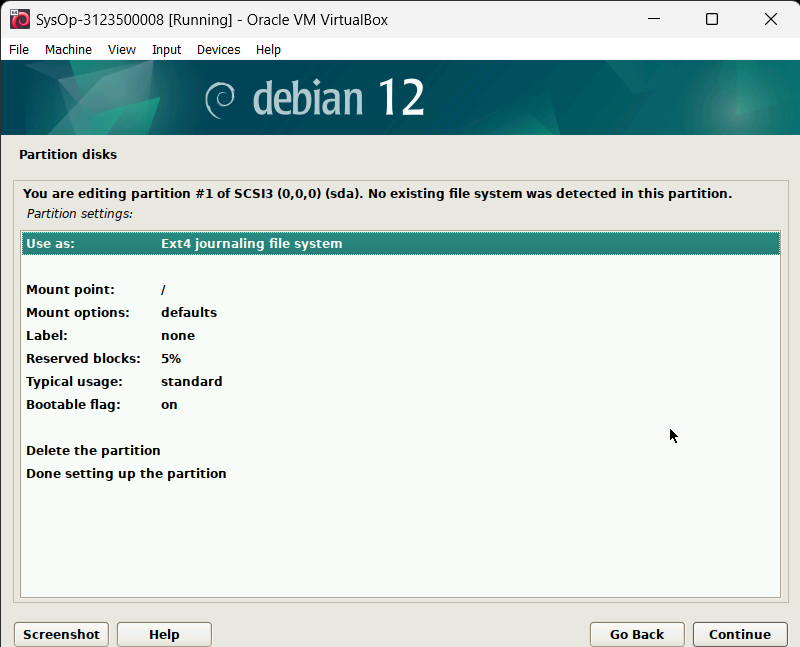 SysOp-3123500008 [Running] - Oracle VM VirtualBox
File Machine View Input Devices Help
debian 12
Partition disks
You are editing partition #1 of SCSI3 (0,0,0) (sda). No existing file system was detected in this partition.
Partition settings:
Use as: Ext4 journaling file system
Mount point: /
Mount options: defaults
Label: none
Reserved blocks: 5%
Typical usage: standard
Bootable flag: on
Delete the partition
Done setting up the partition
Screenshot Help Go Back Continue